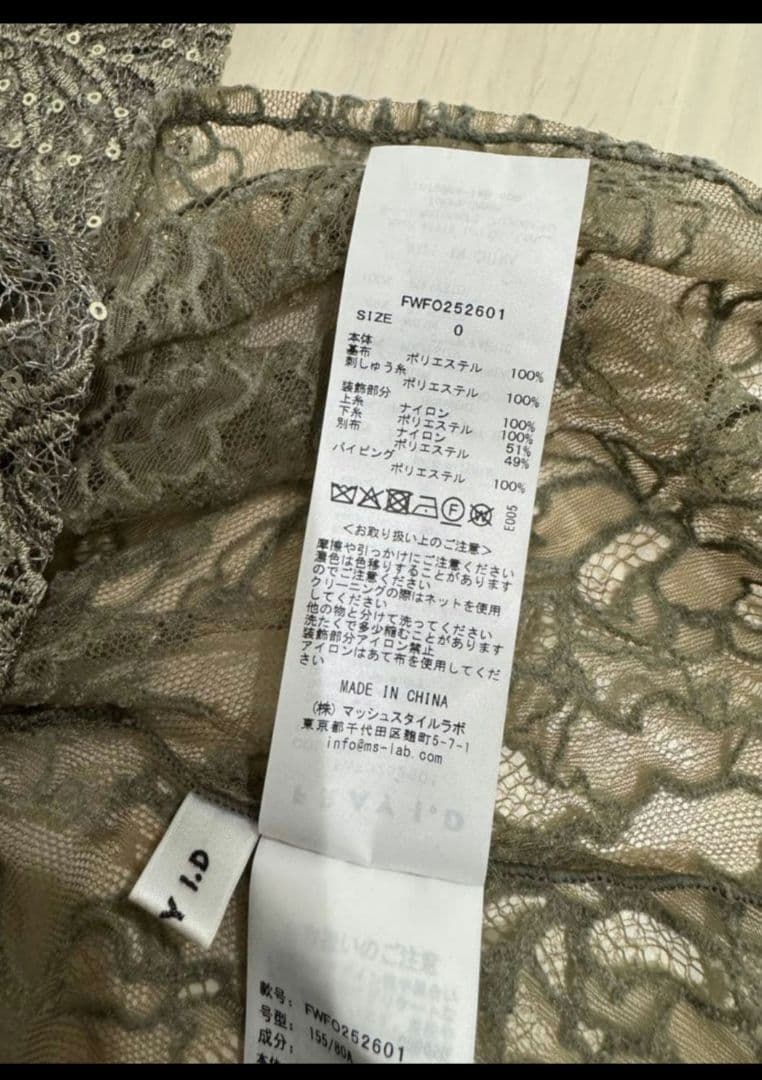 FWFO252601
SIZE 0
本体
基布 ポリエステル 100%
刺しゅう糸 ポリエステル 100%
装飾部分
上糸 ナイロン 100%
下糸 ポリエステル 100%
別布 ナイロン 51%
ポリエステル 49%
パイピング
ポリエステル 100%
F W
E005
<お取り扱い上のご注意>
摩擦や引っかけにご注意ください
濃色は色移りすることがあります
のでご注意ください
クリーニングの際はネットを使用
してください
他の物と分けて洗ってください
洗たくで多少縮むことがあります
装飾部分アイロン禁止
アイロンはあて布を使用してくだ
さい
MADE IN CHINA
(株)マッシュスタイルラボ
東京都千代田区麹町5-7-1
info@ms-lab.com
FRAY I.D
Y I.D
款号: FWFO252601
号型: 155/80A
成分: